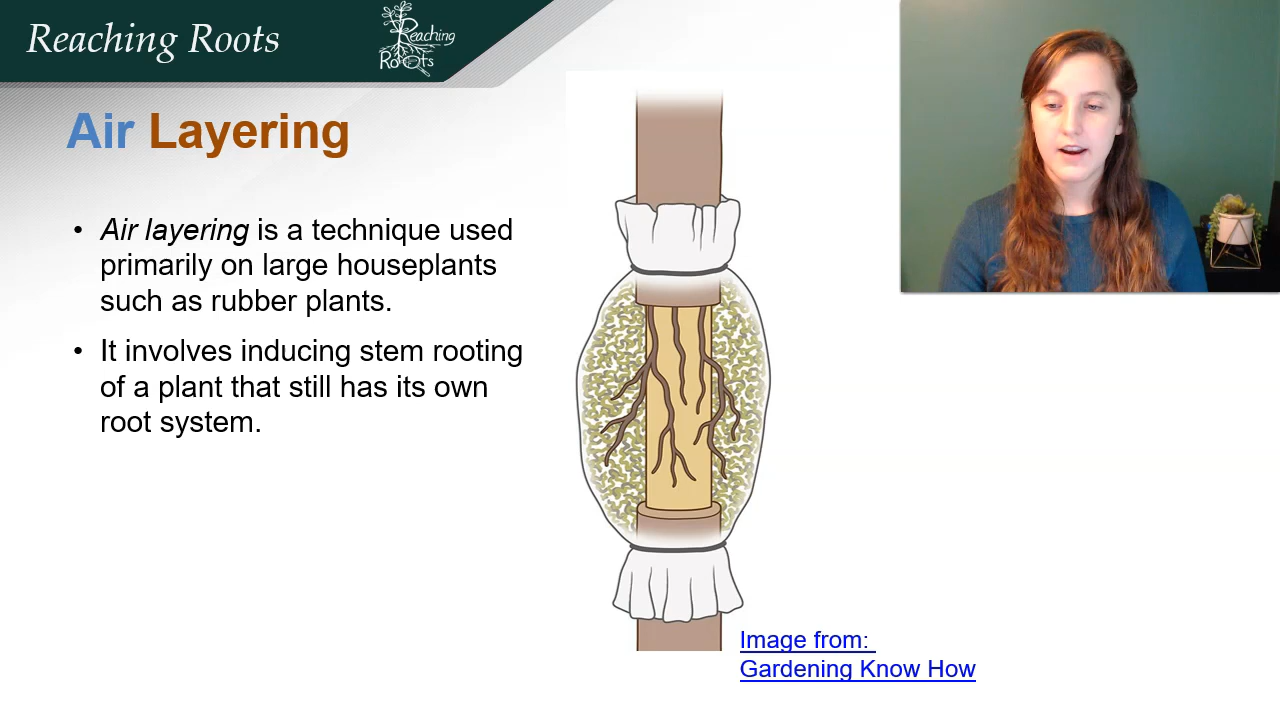 Reaching Roots
Reaching
Roots
Air Layering
• Air layering is a technique used
primarily on large houseplants
such as rubber plants.
• It involves inducing stem rooting
of a plant that still has its own
root system.
Image from:
Gardening Know How